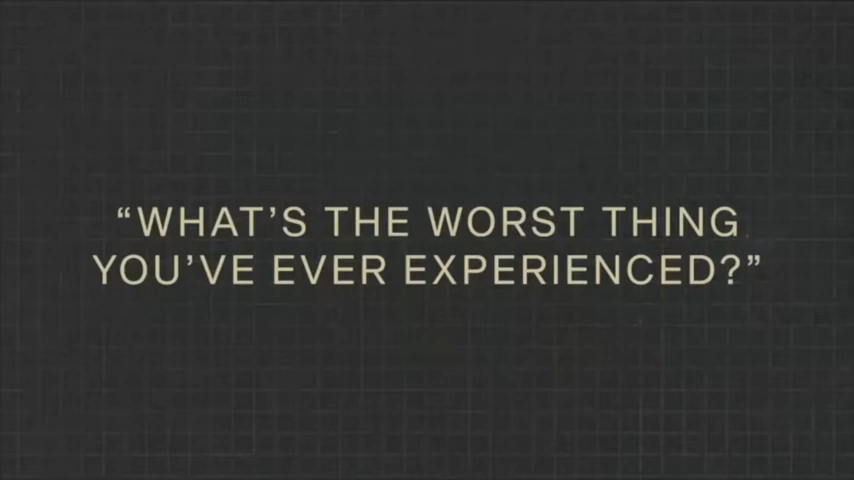 “WHAT’S THE WORST THING
YOU’VE EVER EXPERIENCED?”